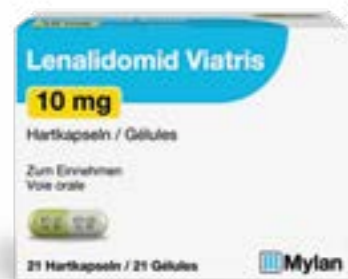 Lenalidomid Viatris
10 mg
Hartkapseln / Gélules
Zum Einnehmen
Voie orale
21 Hartkapseln / 21 Gélules
Mylan